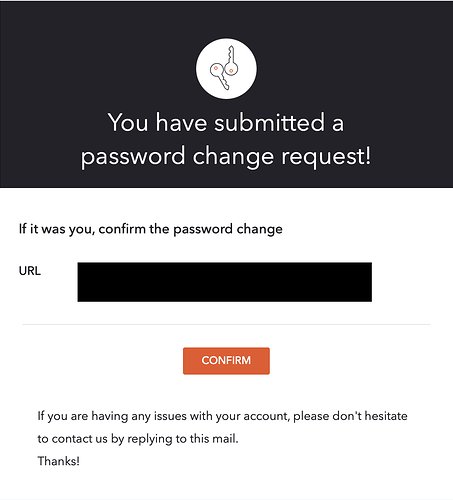 You have submitted a
password change request!
If it was you, confirm the password change
URL
CONFIRM
If you are having any issues with your account, please don't hesitate
to contact us by replying to this mail.
Thanks!